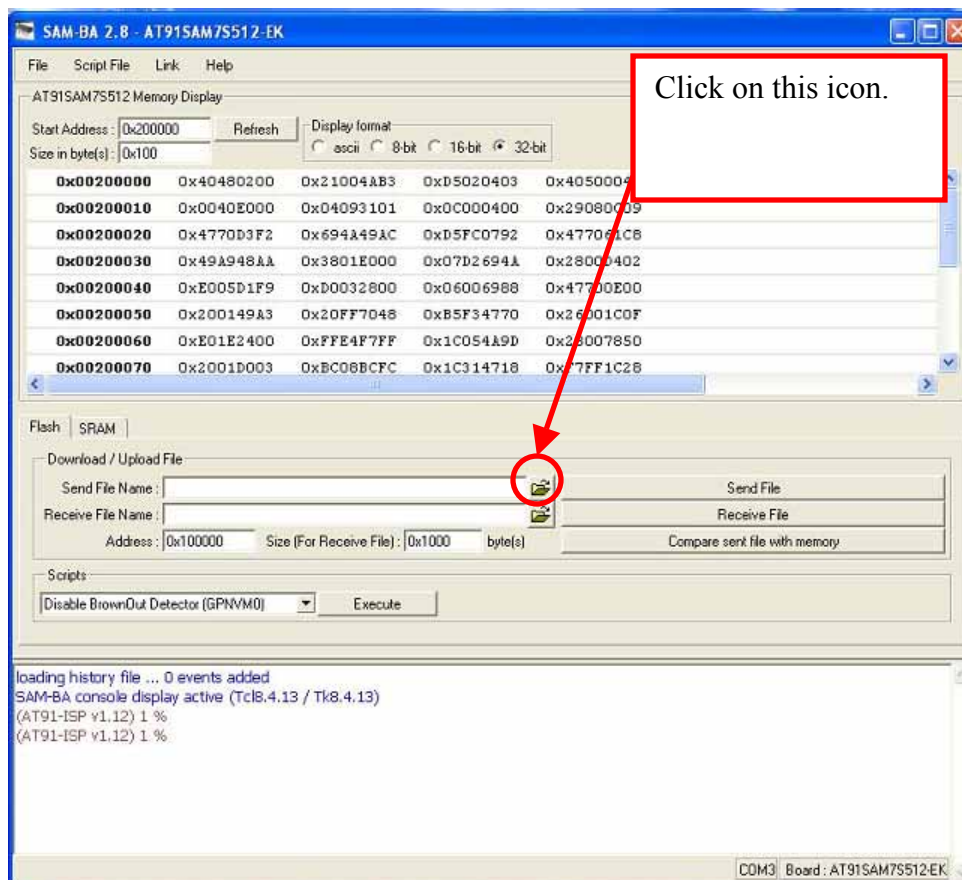 SAM-BA 2.8 - AT91SAM7S512-EK
File Script File Link Help
Click on this icon.
AT91SAM7S512 Memory Display
Start Address : 0x200000 Refresh Display format
Size in byte(s) : 0x100 ascii 8-bit 16-bit 32-bit
0x00200000 0x40480200 0x21004AB3 0xD5020403
0x00200010 0x0040E000 0x04093101 0x0C000400
0x00200020 0x4770D3F2 0x694A49AC 0xD5FC0792 0x477061C8
0x00200030 0x49A948AA 0x3801E000 0x07D2694A 0x2800D402
0x00200040 0xE005D1F9 0xD0032800 0x06006988 0x47700E00
0x00200050 0x200149A3 0x20FF7048 0xB5F34770 0x26001C0F
0x00200060 0xE01E2400 0xFFE4F7FF 0x1C054A9D 0x28007850
0x00200070 0x2001D003 0xBC08BCFC 0x1C314718 0xF7FF1C28
Flash SRAM
Download / Upload File
Send File Name : Send File
Receive File Name : Receive File
Address : 0x100000 Size (For Receive File) : 0x1000 byte(s) Compare sent file with memory
Scripts
Disable BrownOut Detector (GPNVM0) Execute
loading history file ... 0 events added
SAM-BA console display active (Tcl8.4.13 / Tk8.4.13)
(AT91-ISP v1.12) 1 %
(AT91-ISP v1.12) 1 %
COM3 Board : AT91SAM7S512-EK